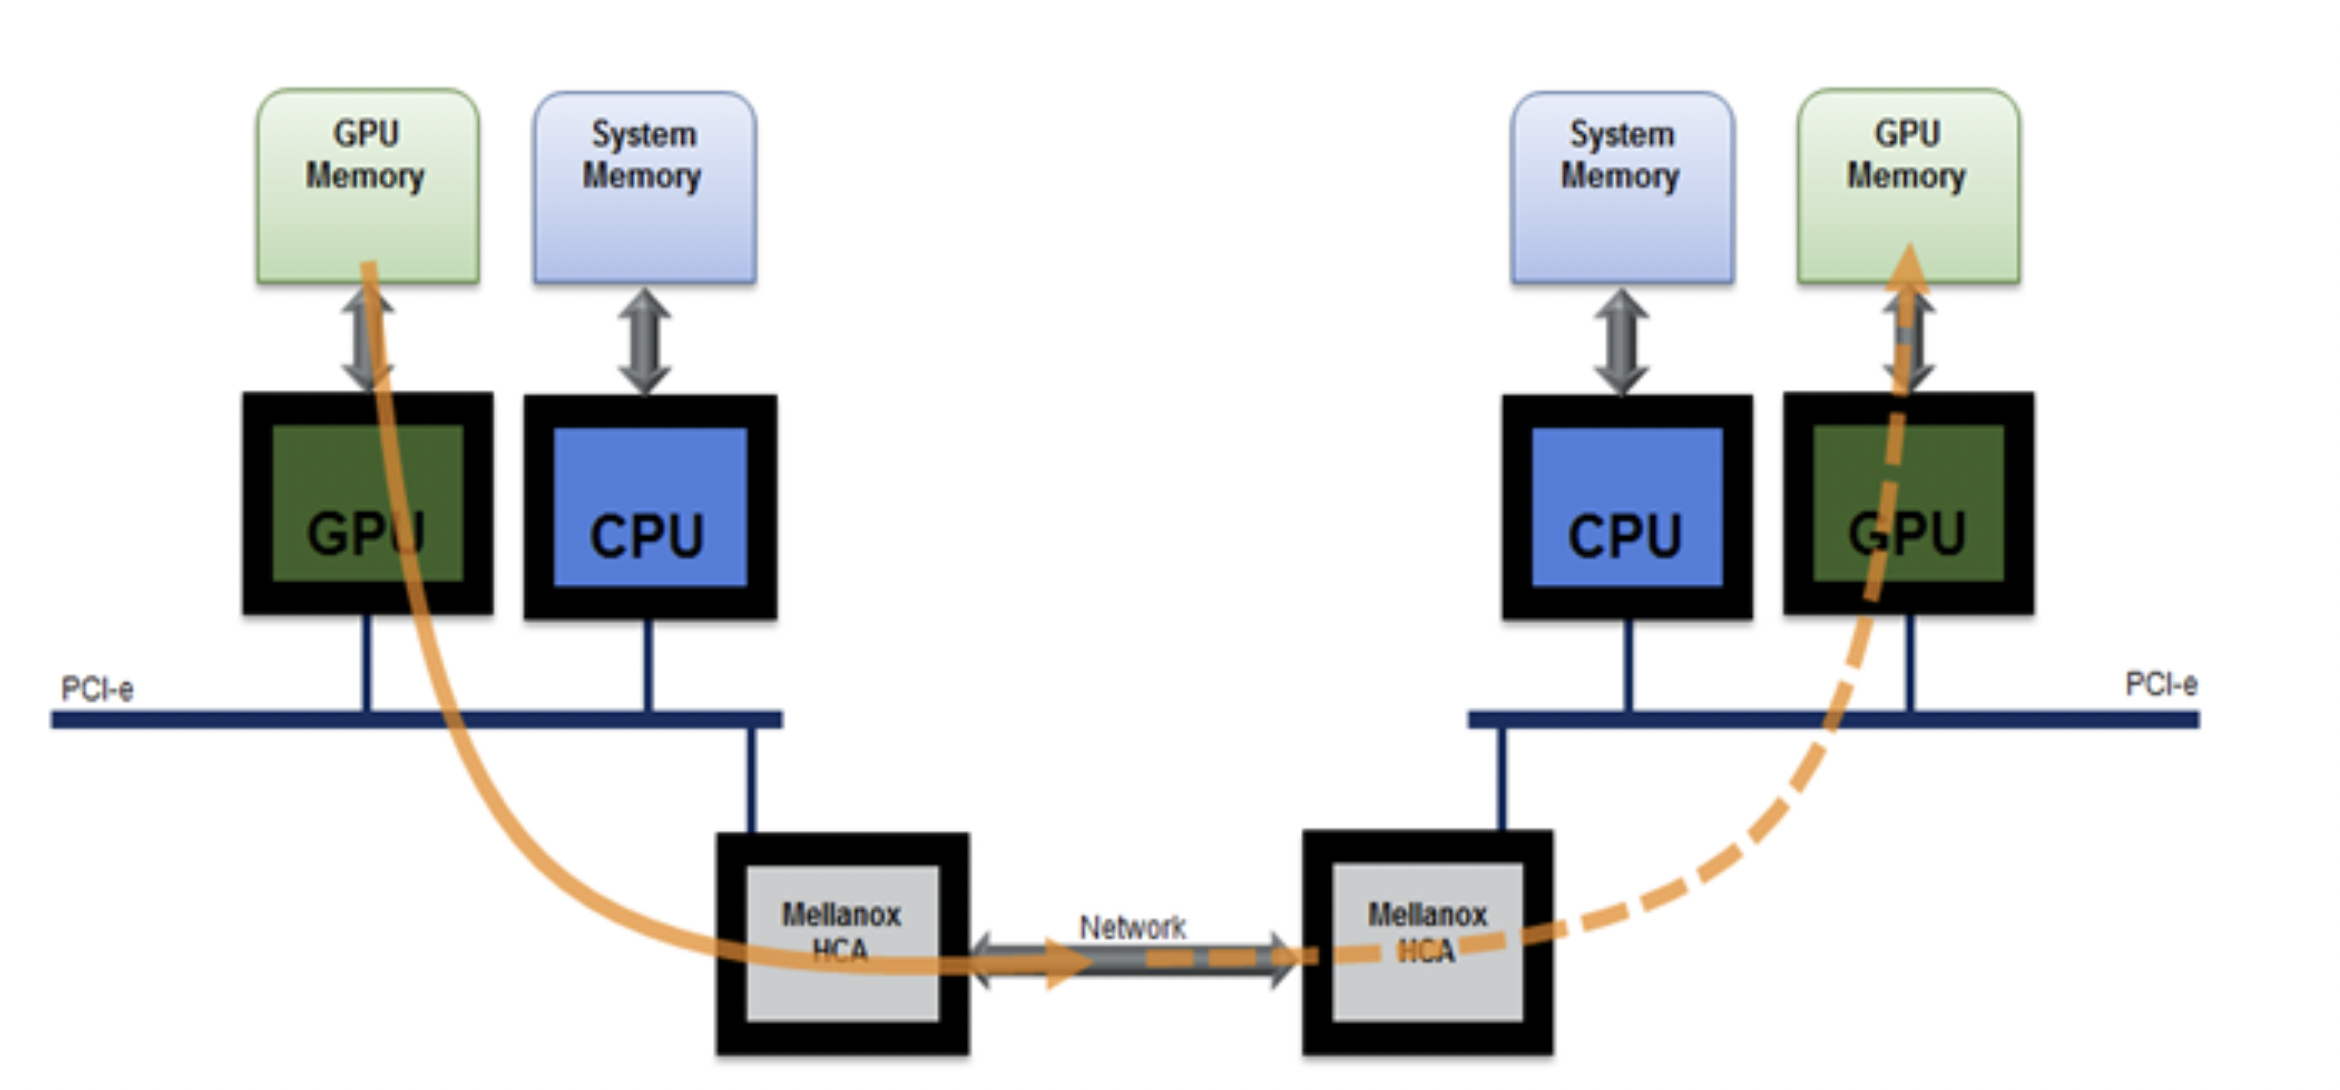 GPU
Memory
System
Memory
System
Memory
GPU
Memory
GPU
CPU
CPU
GPU
PCI-e
PCI-e
Mellanox
HCA
Network
Mellanox
HCA